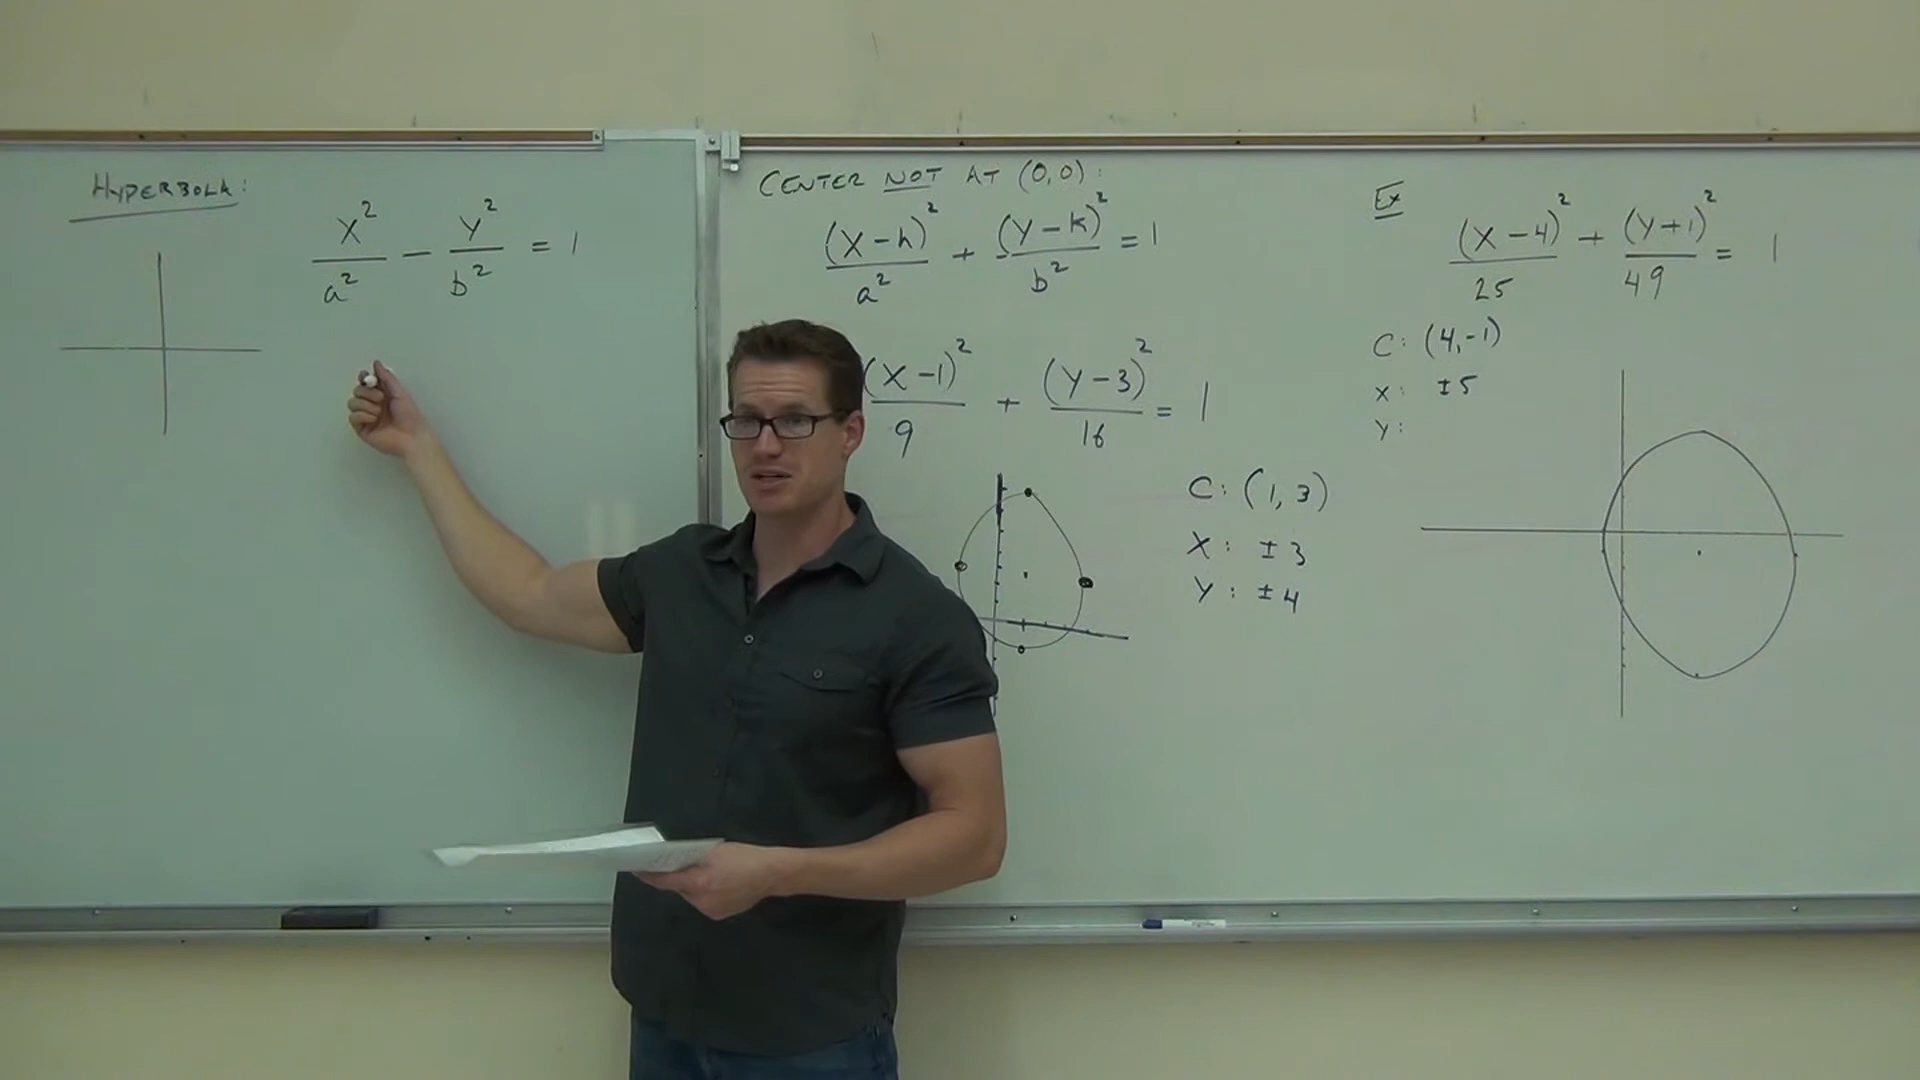 HYPERBOLA:
x²/a² - y²/b² = 1
CENTER NOT AT (0,0):
(x-h)²/a² + (y-k)²/b² = 1
(x-1)²/9 + (y-3)²/16 = 1
C: (1, 3)
X: ±3
Y: ±4
Ex
(x-4)²/25 + (y+1)²/49 = 1
C: (4,-1)
X: ±5
Y: